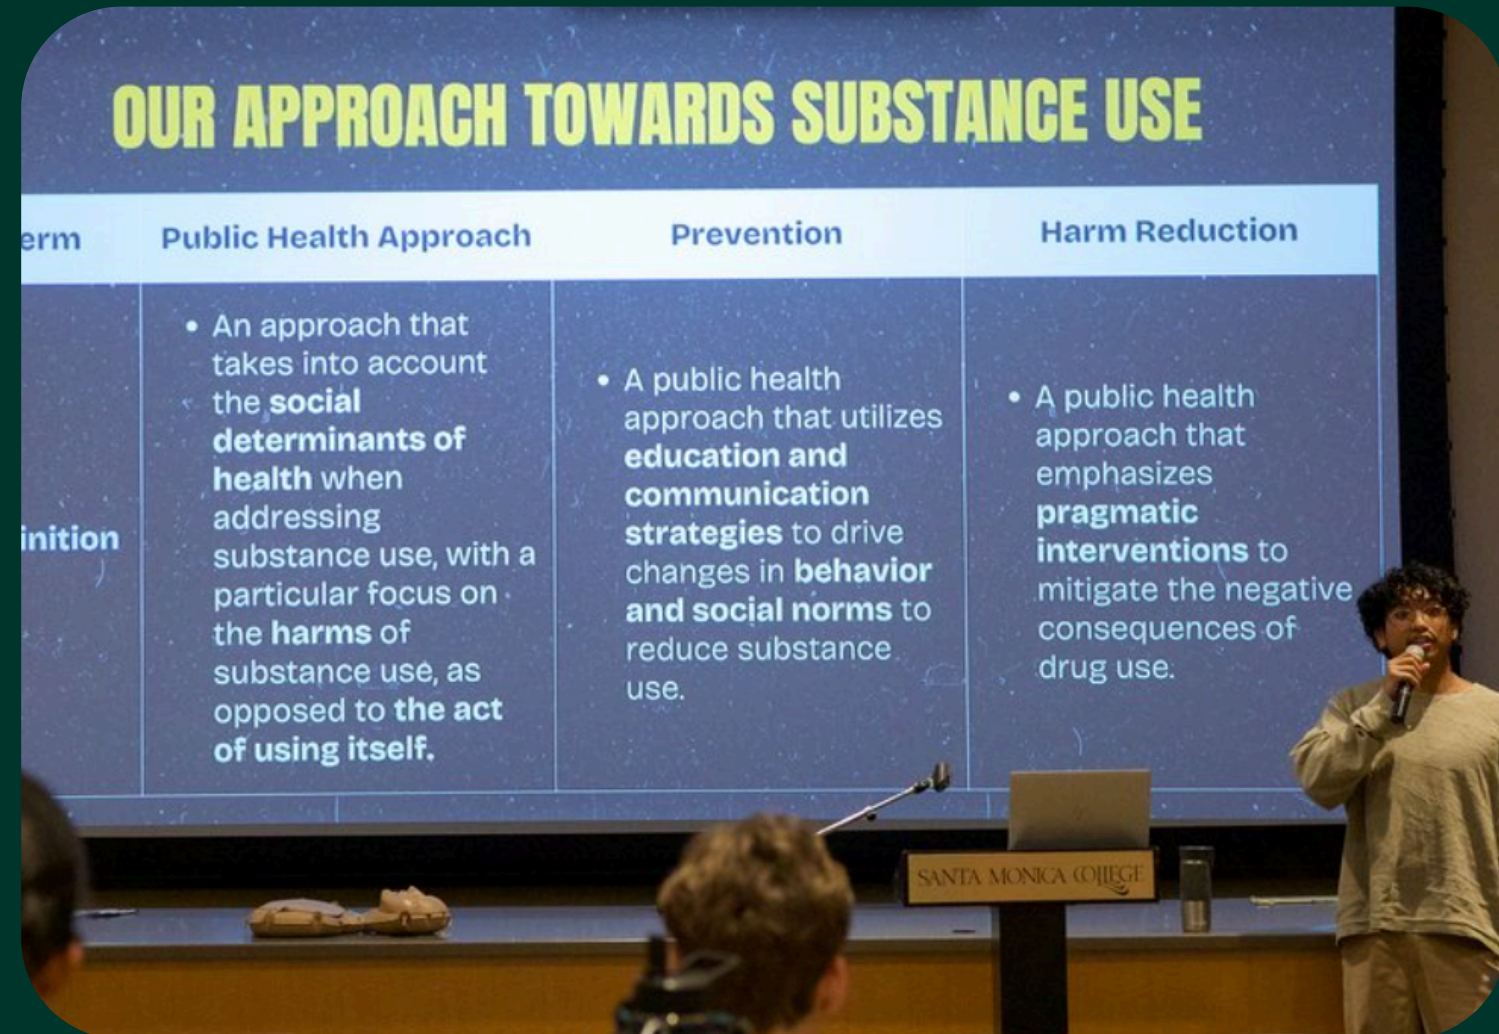 OUR APPROACH TOWARDS SUBSTANCE USE
erm
Public Health Approach
Prevention
Harm Reduction
inition
• An approach that
takes into account
the social
determinants of
health when
addressing
substance use, with a
particular focus on
the harms of
substance use, as
opposed to the act
of using itself.
• A public health
approach that utilizes
education and
communication
strategies to drive
changes in behavior
and social norms to
reduce substance
use.
• A public health
approach that
emphasizes
pragmatic
interventions to
mitigate the negative
consequences of
drug use.
SANTA MONICA COLLEGE